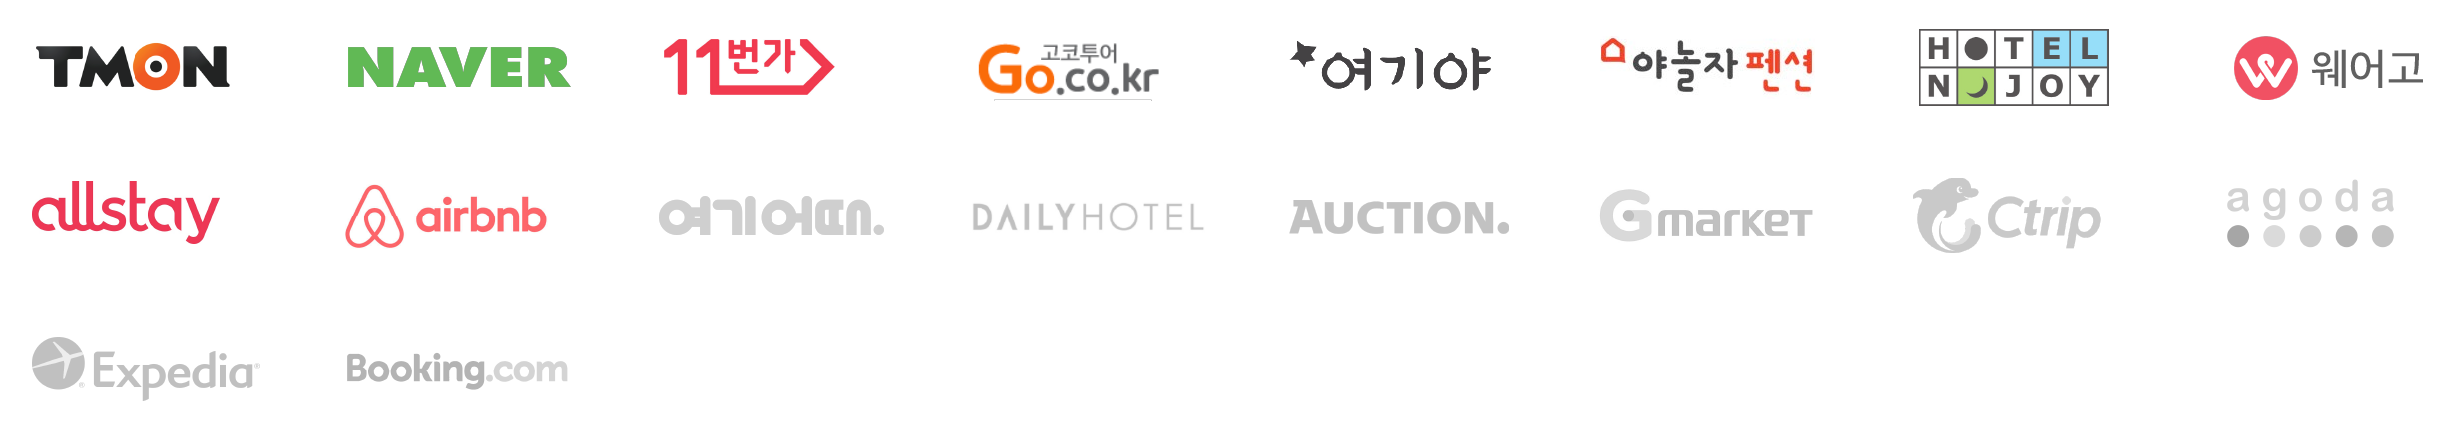 TMON
NAVER
11번가
고코투어
Go.co.kr
여기야
야놀자 펜션
HOTEL
NJOY
웨어고
allstay
airbnb
여기어때.
DAILYHOTEL
AUCTION.
Gmarket
Ctrip
agoda
Expedia
Booking.com